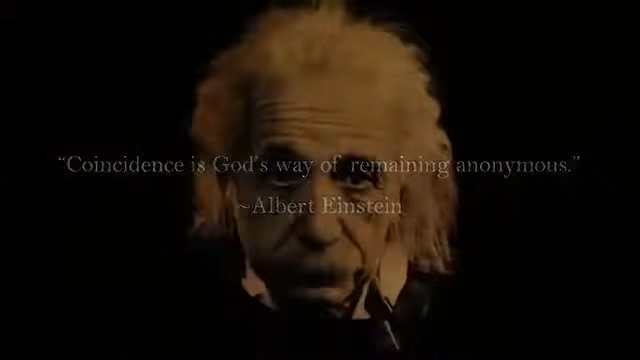 “Coincidence is God's way of remaining anonymous.”
~Albert Einstein